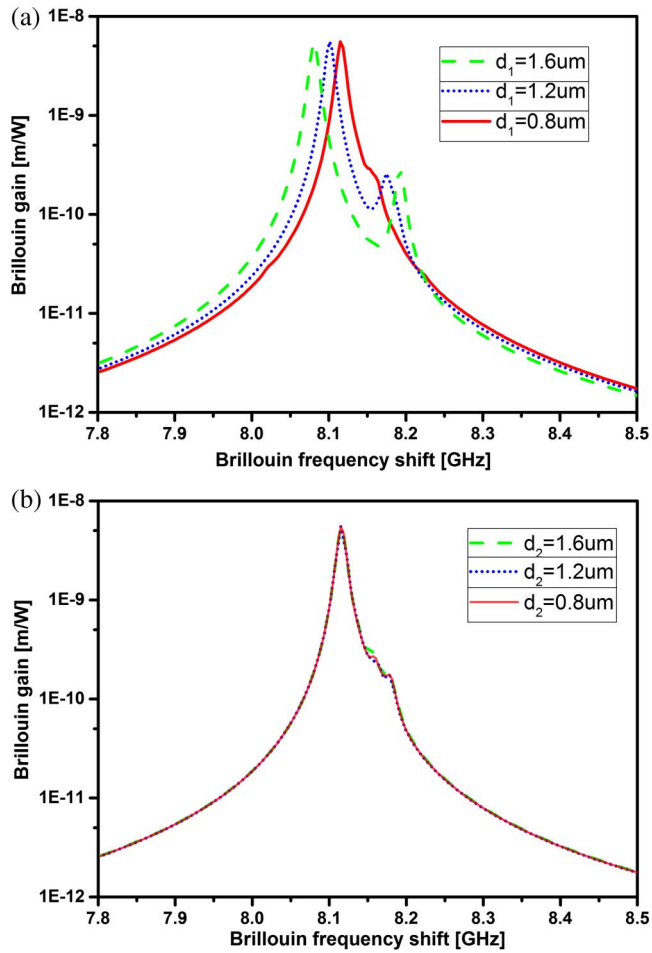 (a)
1E-8
1E-9
1E-10
1E-11
1E-12
Brillouin gain [m/W]
d₁=1.6um
d₁=1.2um
d₁=0.8um
7.8 7.9 8.0 8.1 8.2 8.3 8.4 8.5
Brillouin frequency shift [GHz]
(b)
1E-8
1E-9
1E-10
1E-11
1E-12
Brillouin gain [m/W]
d₂=1.6um
d₂=1.2um
d₂=0.8um
7.8 7.9 8.0 8.1 8.2 8.3 8.4 8.5
Brillouin frequency shift [GHz]